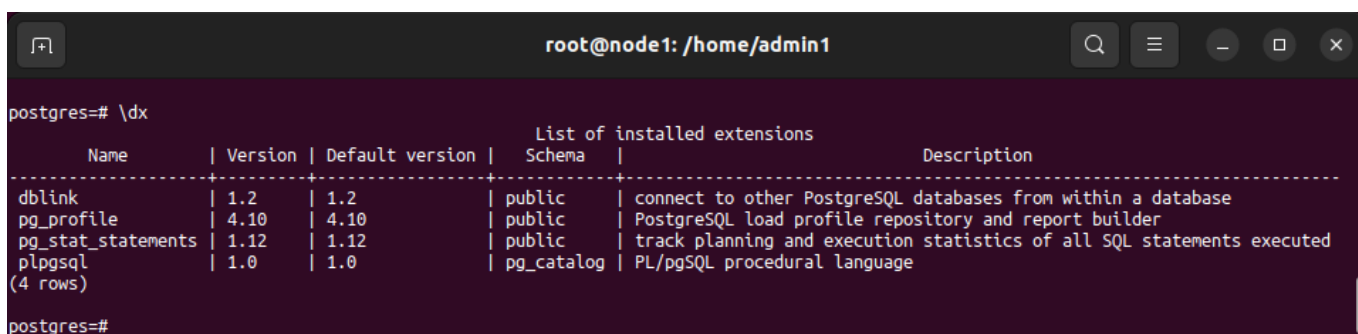 root@node1: /home/admin1
postgres=# \dx
List of installed extensions
Name | Version | Default version | Schema | Description
--------------------+---------+-----------------+------------+------------------------------------------------------------------------
dblink | 1.2 | 1.2 | public | connect to other PostgreSQL databases from within a database
pg_profile | 4.10 | 4.10 | public | PostgreSQL load profile repository and report builder
pg_stat_statements | 1.12 | 1.12 | public | track planning and execution statistics of all SQL statements executed
plpgsql | 1.0 | 1.0 | pg_catalog | PL/pgSQL procedural language
(4 rows)
postgres=#